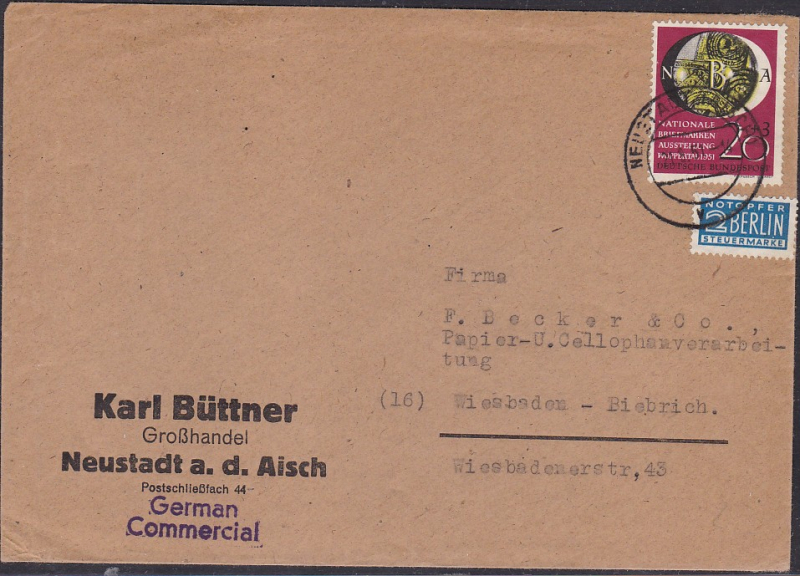 N B A
NATIONALE
BRIEFMARKEN
AUSSTELLUNG
WUPPERTAL 1951
20 +3
DEUTSCHE BUNDESPOST
NOTOPFER
2 BERLIN
STEUERMARKE
Firma
F. Becker & Co.,
Papier-U.Cellophanverarbei-
tung
(16) Wiesbaden - Biebrich.
Wiesbadenerstr,43
Karl Büttner
Großhandel
Neustadt a. d. Aisch
Postschließfach 44
German
Commercial